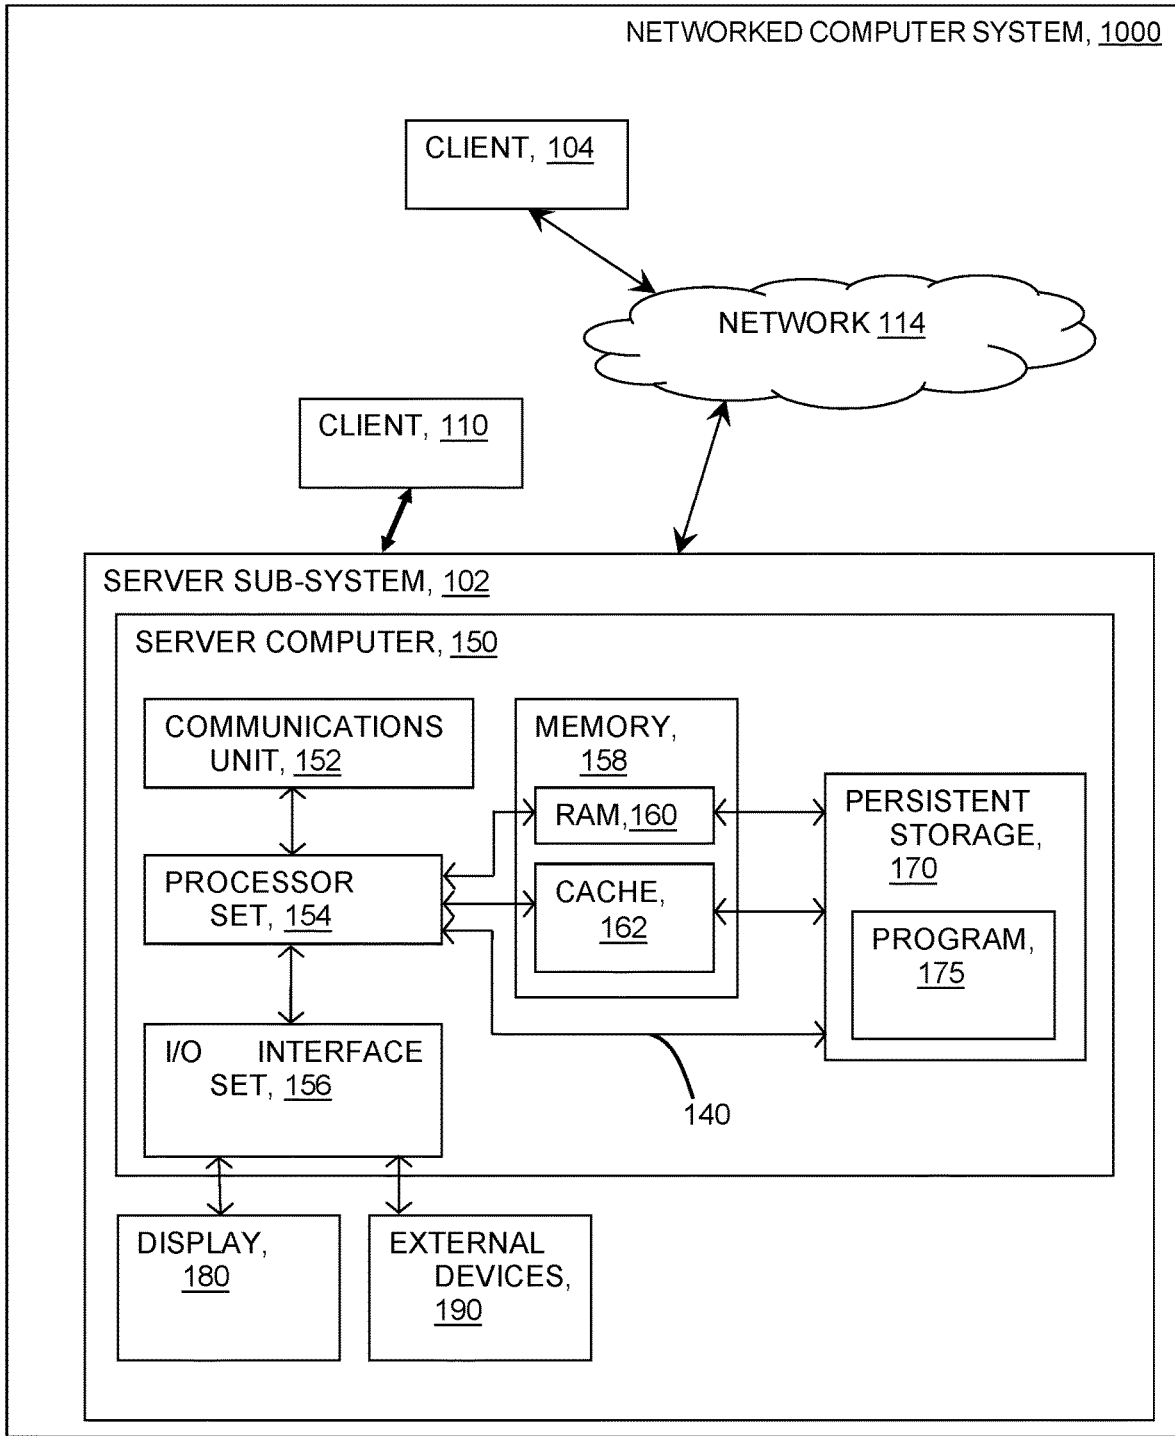 NETWORKED COMPUTER SYSTEM, 1000
CLIENT, 104
NETWORK 114
CLIENT, 110
SERVER SUB-SYSTEM, 102
SERVER COMPUTER, 150
COMMUNICATIONS
UNIT, 152
MEMORY,
158
RAM, 160
CACHE,
162
PERSISTENT
STORAGE,
170
PROGRAM,
175
PROCESSOR
SET, 154
I/O INTERFACE
SET, 156
140
DISPLAY,
180
EXTERNAL
DEVICES,
190